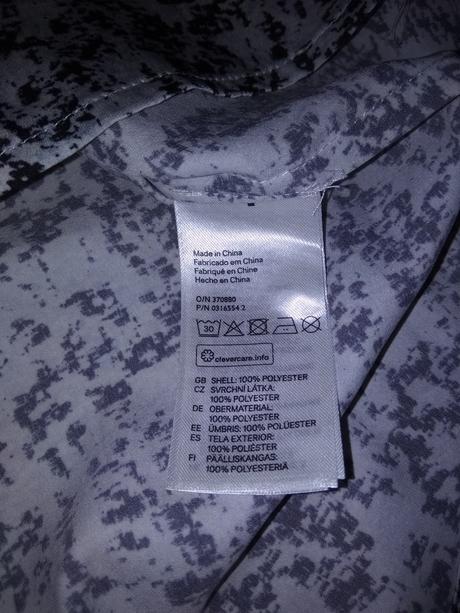 Made in China
Fabricado em China
Fabriqué en Chine
Hecho en China
O/N 370880
P/N 0316554 2
30
clevercare.info
GB SHELL: 100% POLYESTER
CZ SVRCHNÍ LÁTKA:
100% POLYESTER
DE OBERMATERIAL:
100% POLYESTER
EE ÜMBRIS: 100% POLÜESTER
ES TELA EXTERIOR:
100% POLIÉSTER
FI PÄÄLLISKANGAS:
100% POLYESTERIÄ